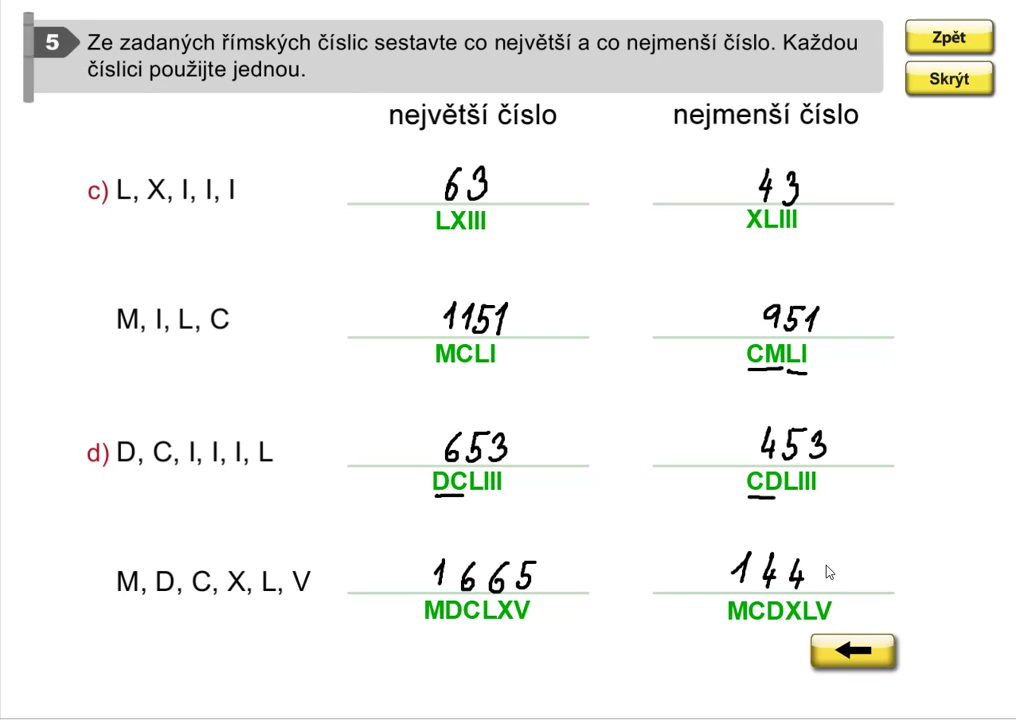 5 Ze zadaných římských číslic sestavte co největší a co nejmenší číslo. Každou
číslici použijte jednou.
Zpět
Skrýt
největší číslo nejmenší číslo
c) L, X, I, I, I 63 43
LXIII XLIII
M, I, L, C 1151 951
MCLI CMLI
d) D, C, I, I, I, L 653 453
DCLIII CDLIII
M, D, C, X, L, V 1665 144
MDCLXV MCDXLV